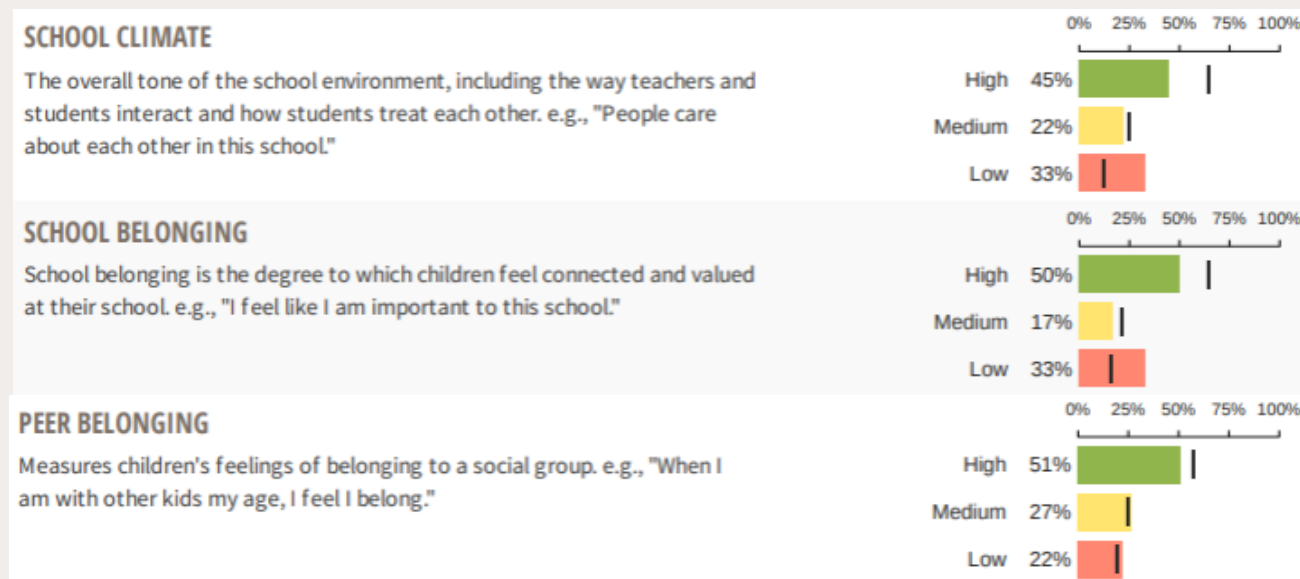 SCHOOL CLIMATE
The overall tone of the school environment, including the way teachers and
students interact and how students treat each other. e.g., "People care
about each other in this school."
0% 25% 50% 75% 100%
High 45%
Medium 22%
Low 33%
SCHOOL BELONGING
School belonging is the degree to which children feel connected and valued
at their school. e.g., "I feel like I am important to this school."
0% 25% 50% 75% 100%
High 50%
Medium 17%
Low 33%
PEER BELONGING
Measures children's feelings of belonging to a social group. e.g., "When I
am with other kids my age, I feel I belong."
0% 25% 50% 75% 100%
High 51%
Medium 27%
Low 22%